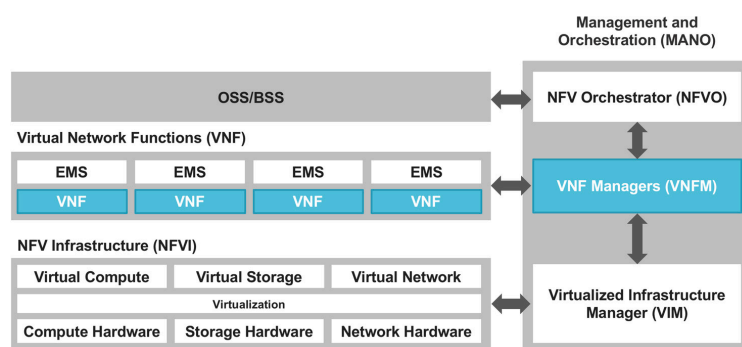 Management and
Orchestration (MANO)
OSS/BSS
NFV Orchestrator (NFVO)
Virtual Network Functions (VNF)
EMS EMS EMS EMS
VNF VNF VNF VNF
VNF Managers (VNFM)
NFV Infrastructure (NFVI)
Virtual Compute Virtual Storage Virtual Network
Virtualization
Compute Hardware Storage Hardware Network Hardware
Virtualized Infrastructure
Manager (VIM)